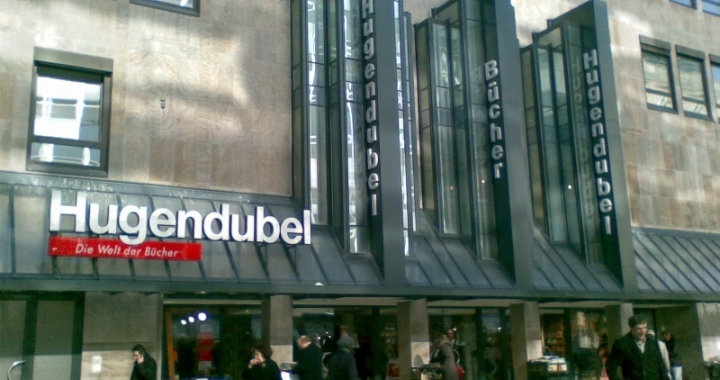 Hugendubel
Die Welt der Bücher
Hugendubel
Bücher
Hugendubel